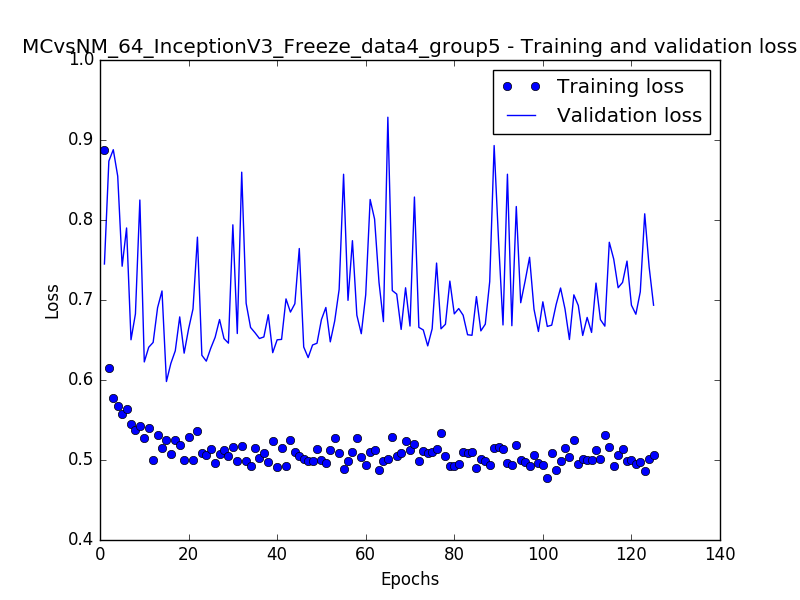 MCvsNM_64_InceptionV3_Freeze_data4_group5 - Training and validation loss
Training loss
Validation loss
1.0
0.9
0.8
0.7
0.6
0.5
0.4
Loss
0 20 40 60 80 100 120 140
Epochs